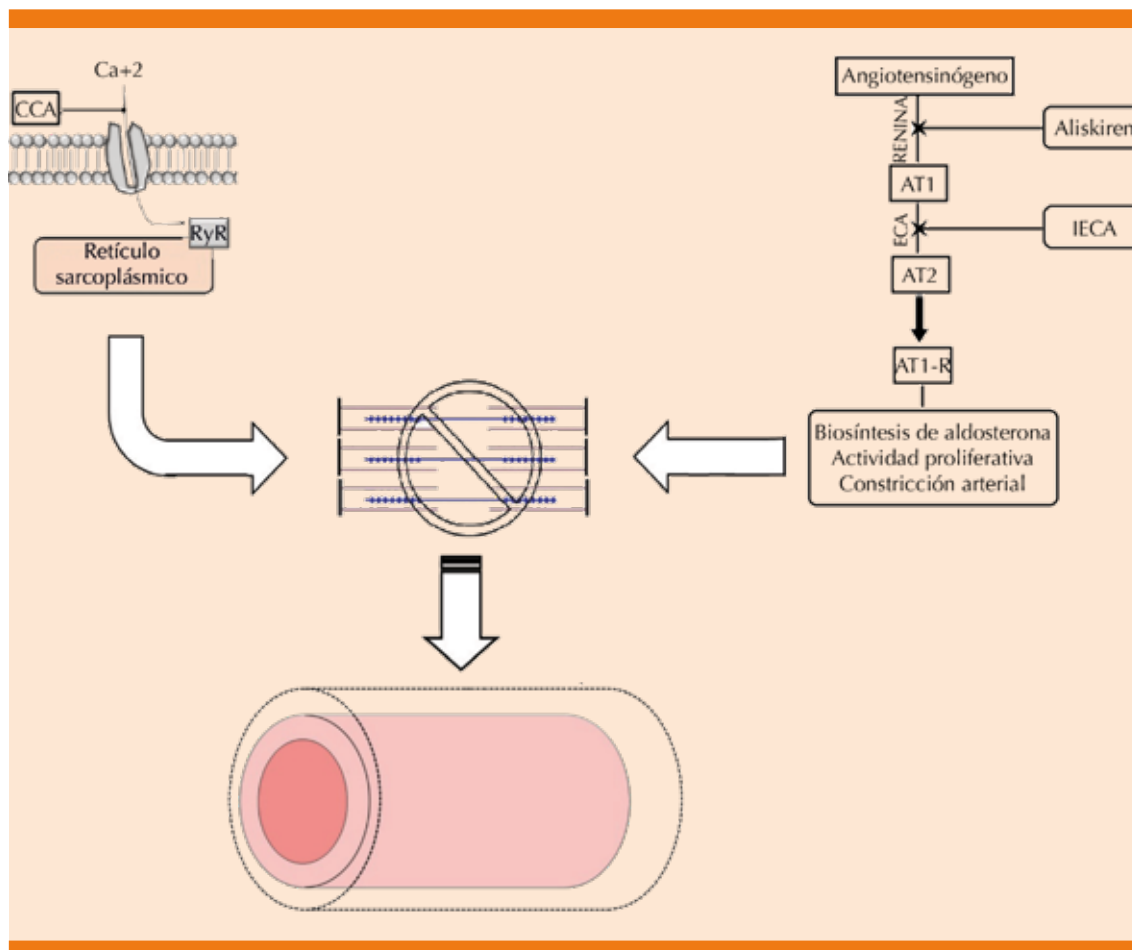 Ca+2
CCA
RyR
Retículo
sarcoplásmico
Angiotensinógeno
RENINA
Aliskiren
AT1
ECA
IECA
AT2
AT1-R
Biosíntesis de aldosterona
Actividad proliferativa
Constricción arterial